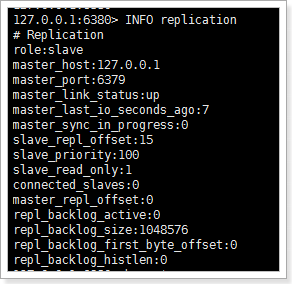 127.0.0.1:6380> INFO replication
# Replication
role:slave
master_host:127.0.0.1
master_port:6379
master_link_status:up
master_last_io_seconds_ago:7
master_sync_in_progress:0
slave_repl_offset:15
slave_priority:100
slave_read_only:1
connected_slaves:0
master_repl_offset:0
repl_backlog_active:0
repl_backlog_size:1048576
repl_backlog_first_byte_offset:0
repl_backlog_histlen:0